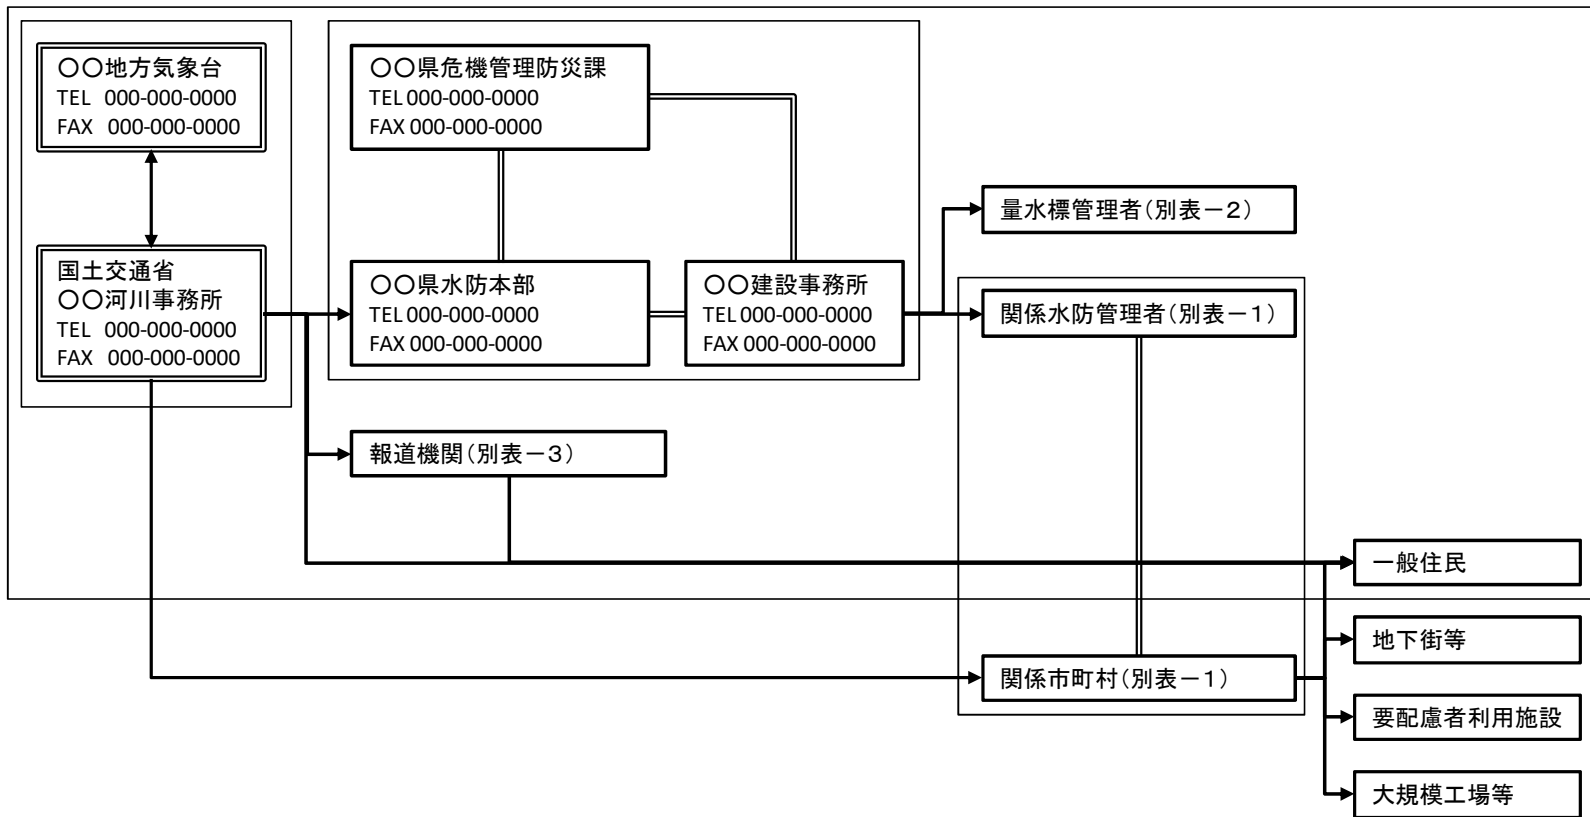 〇〇地方気象台
TEL 000-000-0000
FAX 000-000-0000
国土交通省
〇〇河川事務所
TEL 000-000-0000
FAX 000-000-0000
〇〇県危機管理防災課
TEL 000-000-0000
FAX 000-000-0000
〇〇県水防本部
TEL 000-000-0000
FAX 000-000-0000
〇〇建設事務所
TEL 000-000-0000
FAX 000-000-0000
量水標管理者(別表－2)
関係水防管理者(別表－1)
報道機関(別表－3)
一般住民
地下街等
関係市町村(別表－1)
要配慮者利用施設
大規模工場等